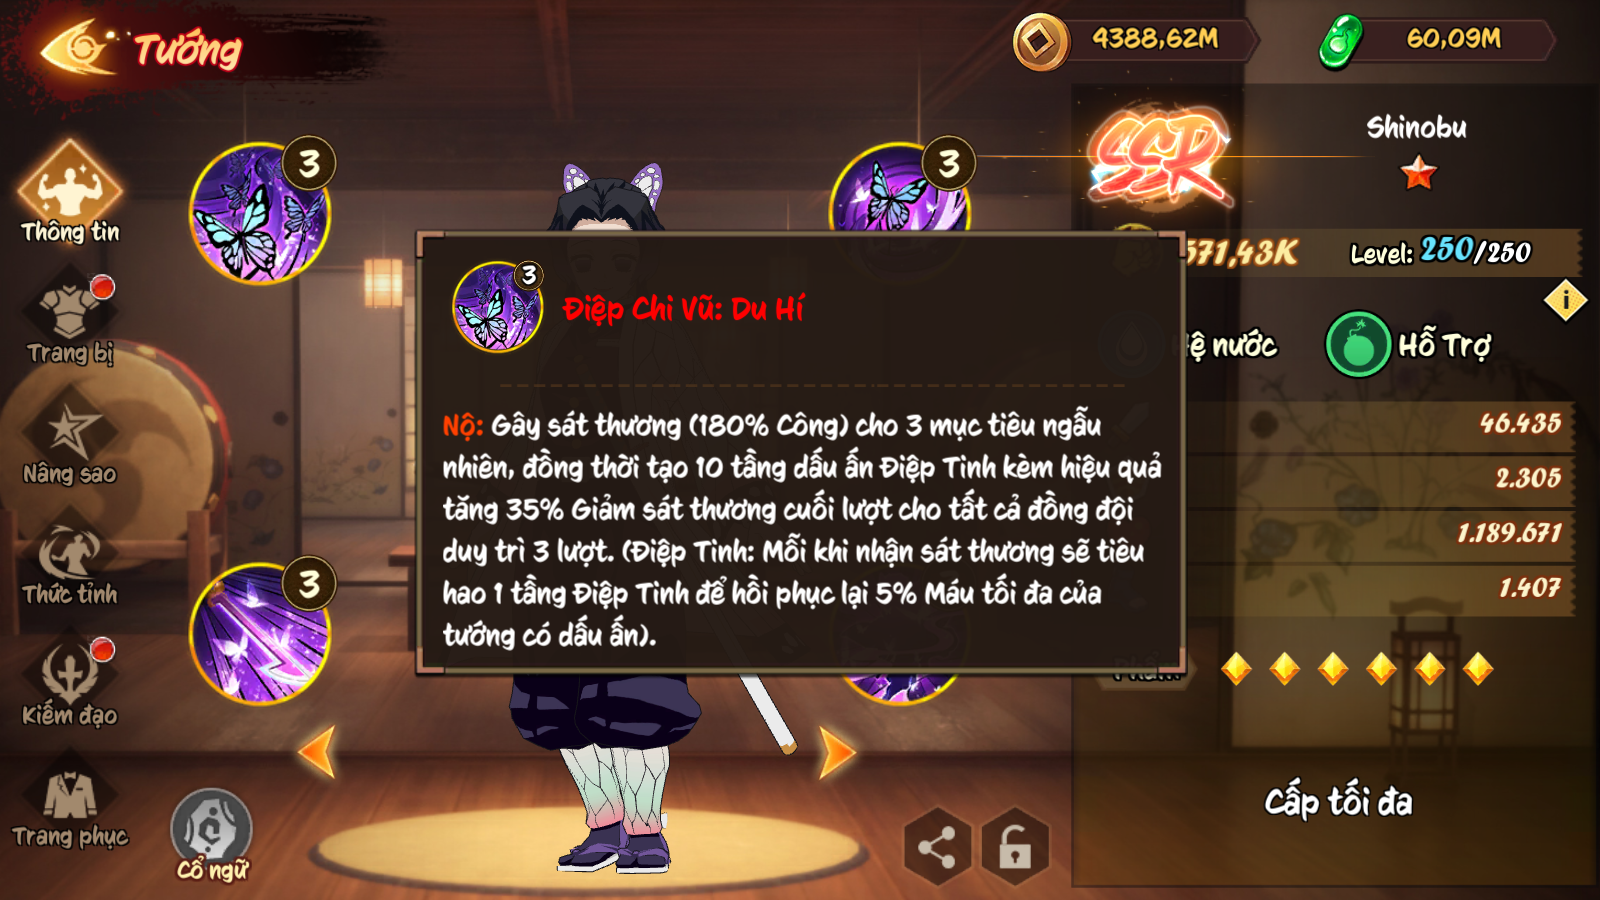 Tướng
4388,62M
60,09M
SSR
Shinobu
3
3
Thông tin
571,43K
Level: 250/250
3
Điệp Chi Vũ: Du Hí
Hệ nước
Hỗ Trợ
Trang bị
Nộ: Gây sát thương (180% Công) cho 3 mục tiêu ngẫu
nhiên, đồng thời tạo 10 tầng dấu ấn Điệp Tinh kèm hiệu quả
tăng 35% Giảm sát thương cuối lượt cho tất cả đồng đội
duy trì 3 lượt. (Điệp Tinh: Mỗi khi nhận sát thương sẽ tiêu
hao 1 tầng Điệp Tinh để hồi phục lại 5% Máu tối đa của
tướng có dấu ấn).
46.435
2.305
1.189.671
1.407
Nâng sao
3
Thức tỉnh
Kiếm đạo
Trang phục
Cổ ngữ
Cấp tối đa